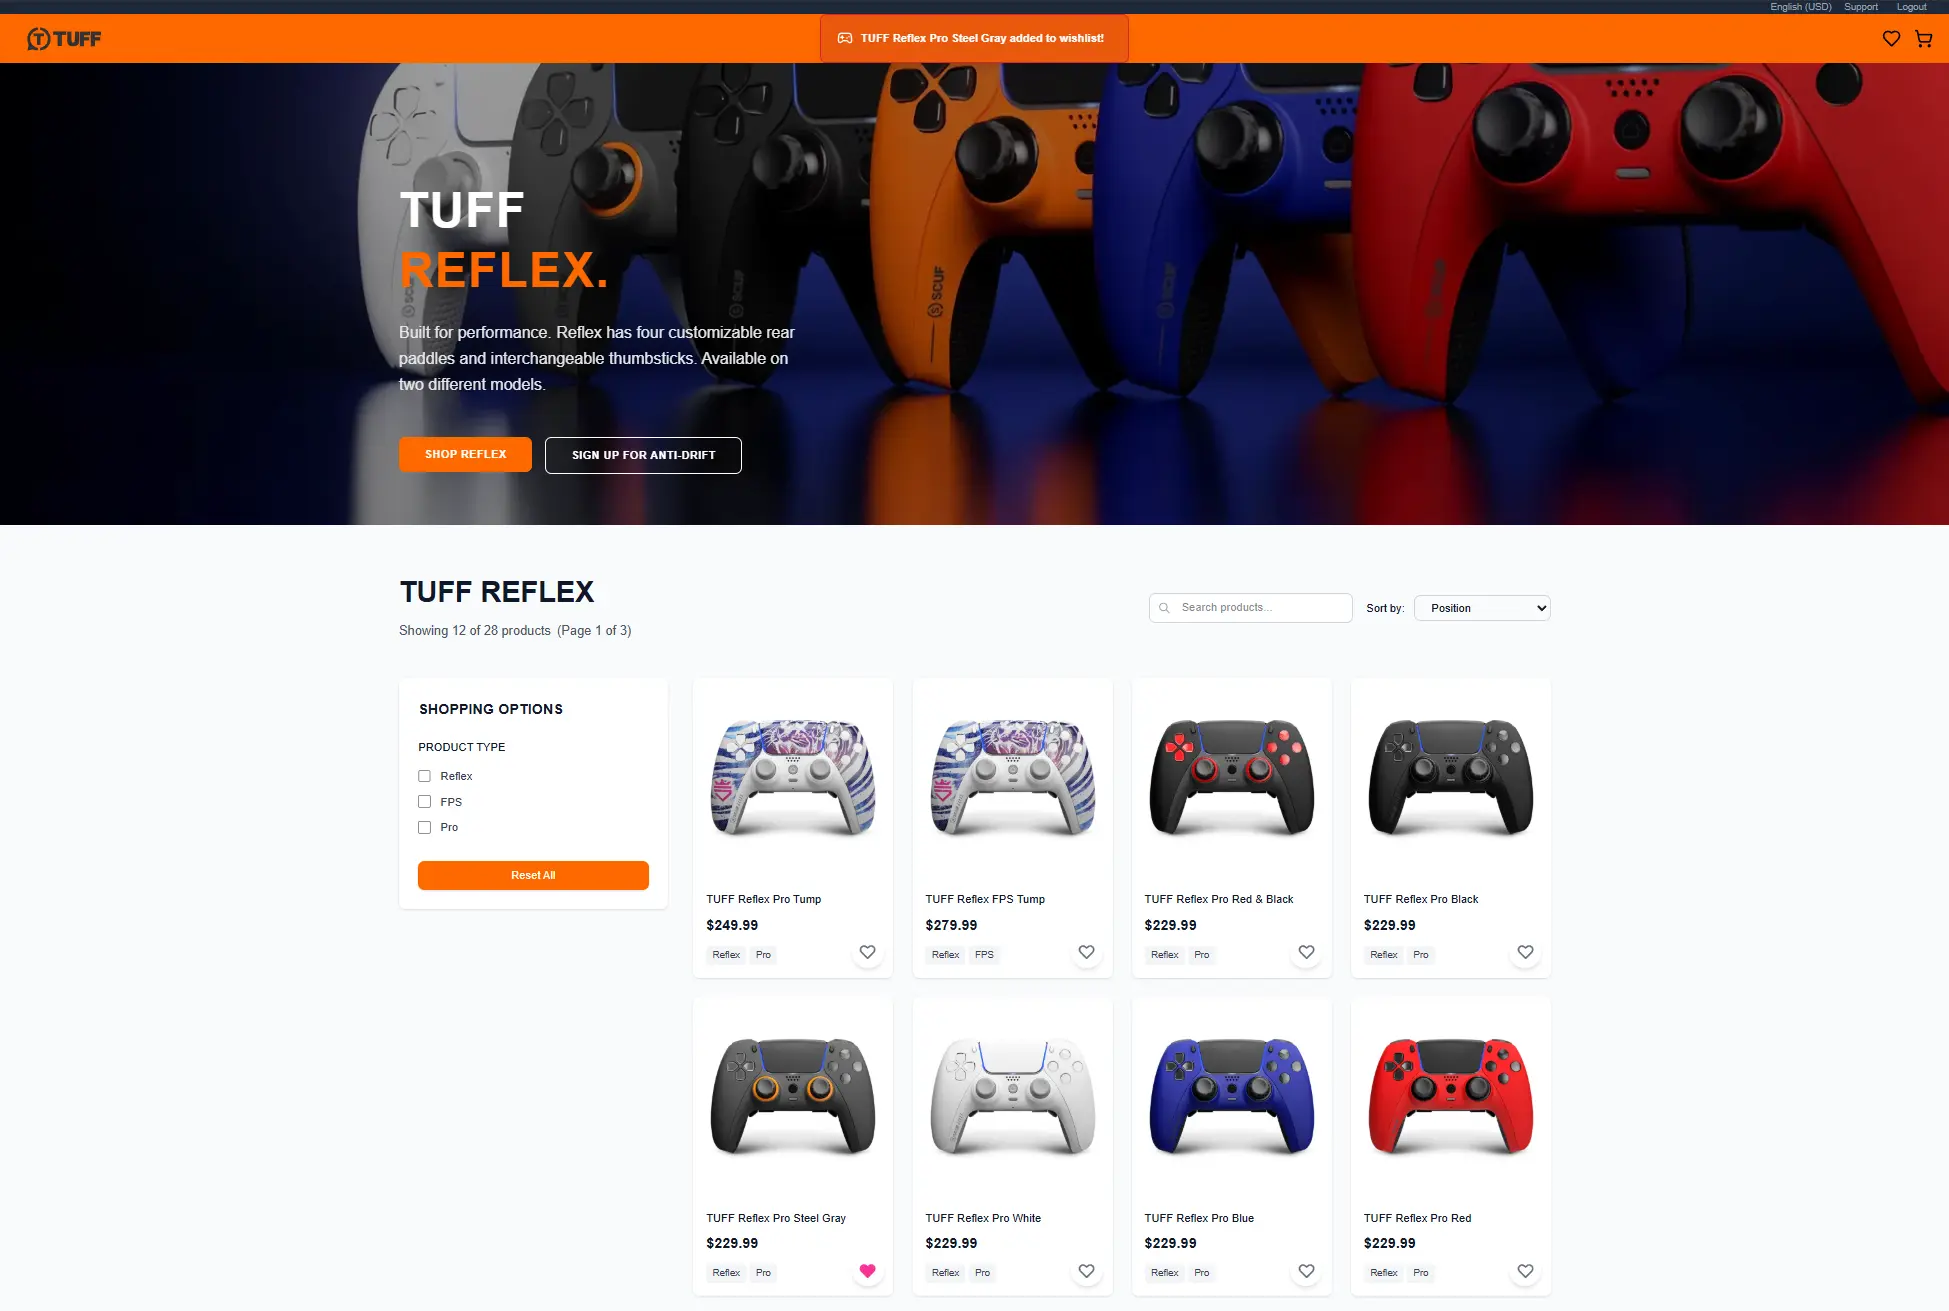 English (USD) Support Logout
TUFF
TUFF Reflex Pro Steel Gray added to wishlist!
SCUF
TUFF
REFLEX.
Built for performance. Reflex has four customizable rear
paddles and interchangeable thumbsticks. Available on
two different models.
SHOP REFLEX
SIGN UP FOR ANTI-DRIFT
TUFF REFLEX
Showing 12 of 28 products (Page 1 of 3)
Search products...
Sort by:
Position
SHOPPING OPTIONS
PRODUCT TYPE
Reflex
FPS
Pro
Reset All
TUFF Reflex Pro Tump
$249.99
Reflex Pro
TUFF Reflex FPS Tump
$279.99
Reflex FPS
TUFF Reflex Pro Red & Black
$229.99
Reflex Pro
TUFF Reflex Pro Black
$229.99
Reflex Pro
TUFF Reflex Pro Steel Gray
$229.99
Reflex Pro
TUFF Reflex Pro White
$229.99
Reflex Pro
TUFF Reflex Pro Blue
$229.99
Reflex Pro
TUFF Reflex Pro Red
$229.99
Reflex Pro